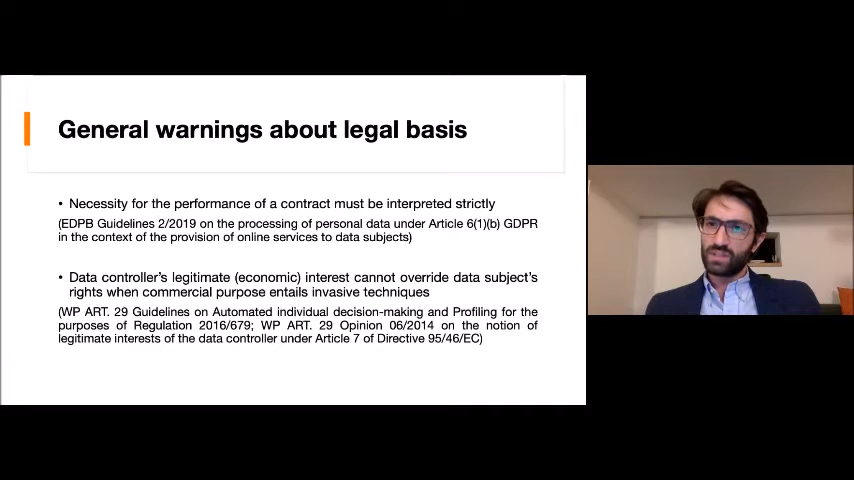 General warnings about legal basis
• Necessity for the performance of a contract must be interpreted strictly
(EDPB Guidelines 2/2019 on the processing of personal data under Article 6(1)(b) GDPR
in the context of the provision of online services to data subjects)
• Data controller's legitimate (economic) interest cannot override data subject's
rights when commercial purpose entails invasive techniques
(WP ART. 29 Guidelines on Automated individual decision-making and Profiling for the
purposes of Regulation 2016/679; WP ART. 29 Opinion 06/2014 on the notion of
legitimate interests of the data controller under Article 7 of Directive 95/46/EC)